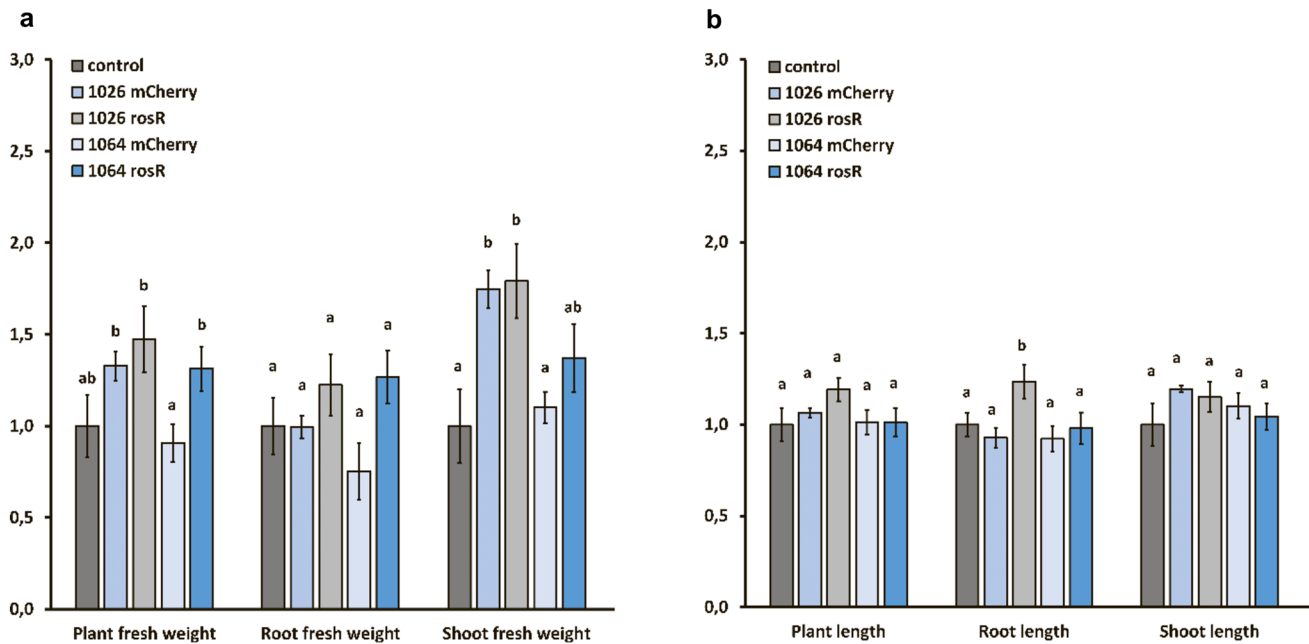 a
3,0
2,5
2,0
1,5
1,0
0,5
0,0
control
1026 mCherry
1026 rosR
1064 mCherry
1064 rosR
ab
b
b
a
b
a
a
a
a
a
a
b
b
a
ab
Plant fresh weight
Root fresh weight
Shoot fresh weight
b
3,0
2,5
2,0
1,5
1,0
0,5
0,0
control
1026 mCherry
1026 rosR
1064 mCherry
1064 rosR
a
a
a
a
a
a
a
b
a
a
a
a
a
a
a
Plant length
Root length
Shoot length